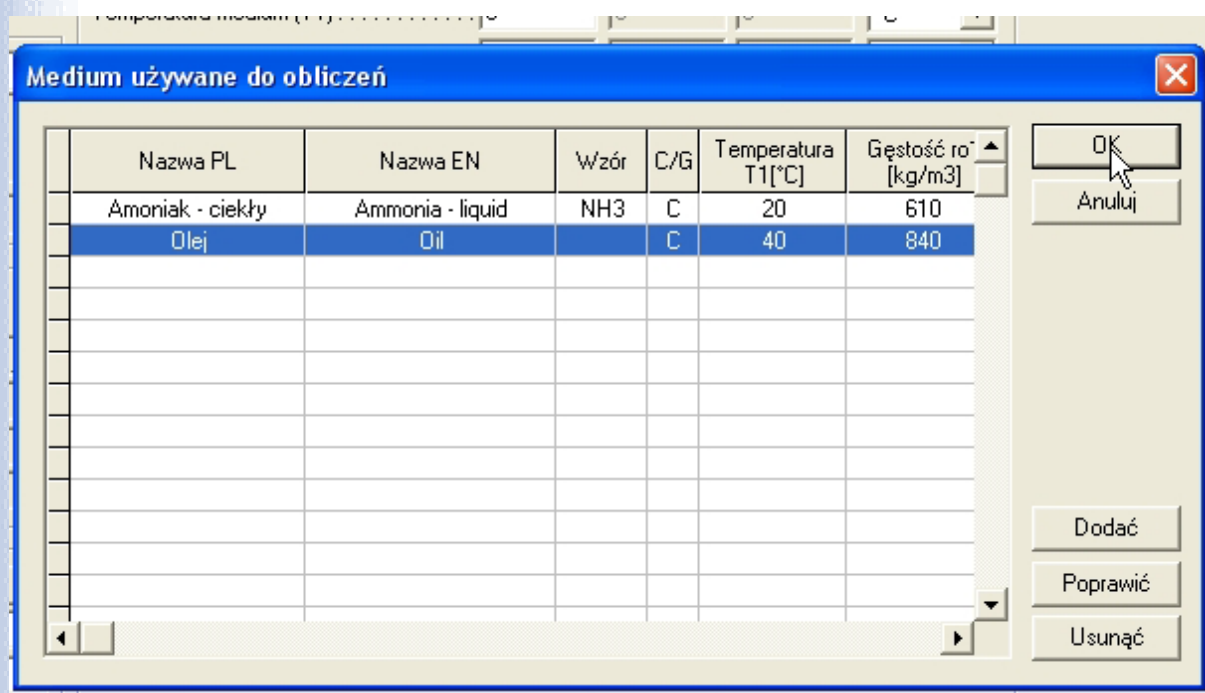 Medium używane do obliczeń
Nazwa PL Nazwa EN Wzór C/G Temperatura T1[°C] Gęstość ro [kg/m3]
Amoniak - ciekły Ammonia - liquid NH3 C 20 610
Olej Oil C 40 840
OK
Anuluj
Dodać
Poprawić
Usunąć